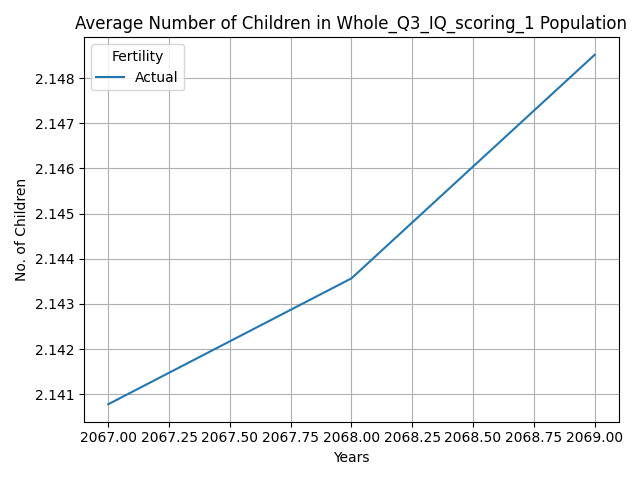 Average Number of Children in Whole_Q3_IQ_scoring_1 Population
Fertility
Actual
2.148
2.147
2.146
2.145
2.144
2.143
2.142
2.141
No. of Children
2067.00 2067.25 2067.50 2067.75 2068.00 2068.25 2068.50 2068.75 2069.00
Years